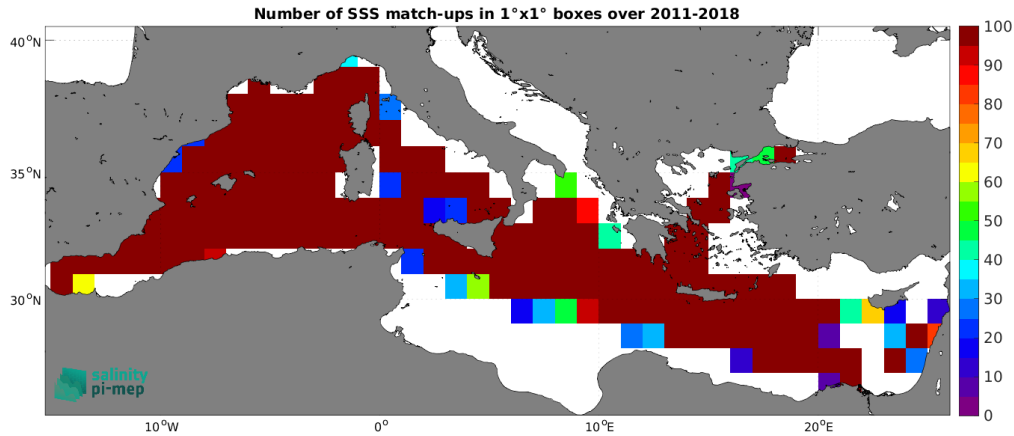 Number of SSS match-ups in 1°x1° boxes over 2011-2018
40°N
35°N
30°N
10°W
0°
10°E
20°E
100
90
80
70
60
50
40
30
20
10
0
salinity
pi-mep